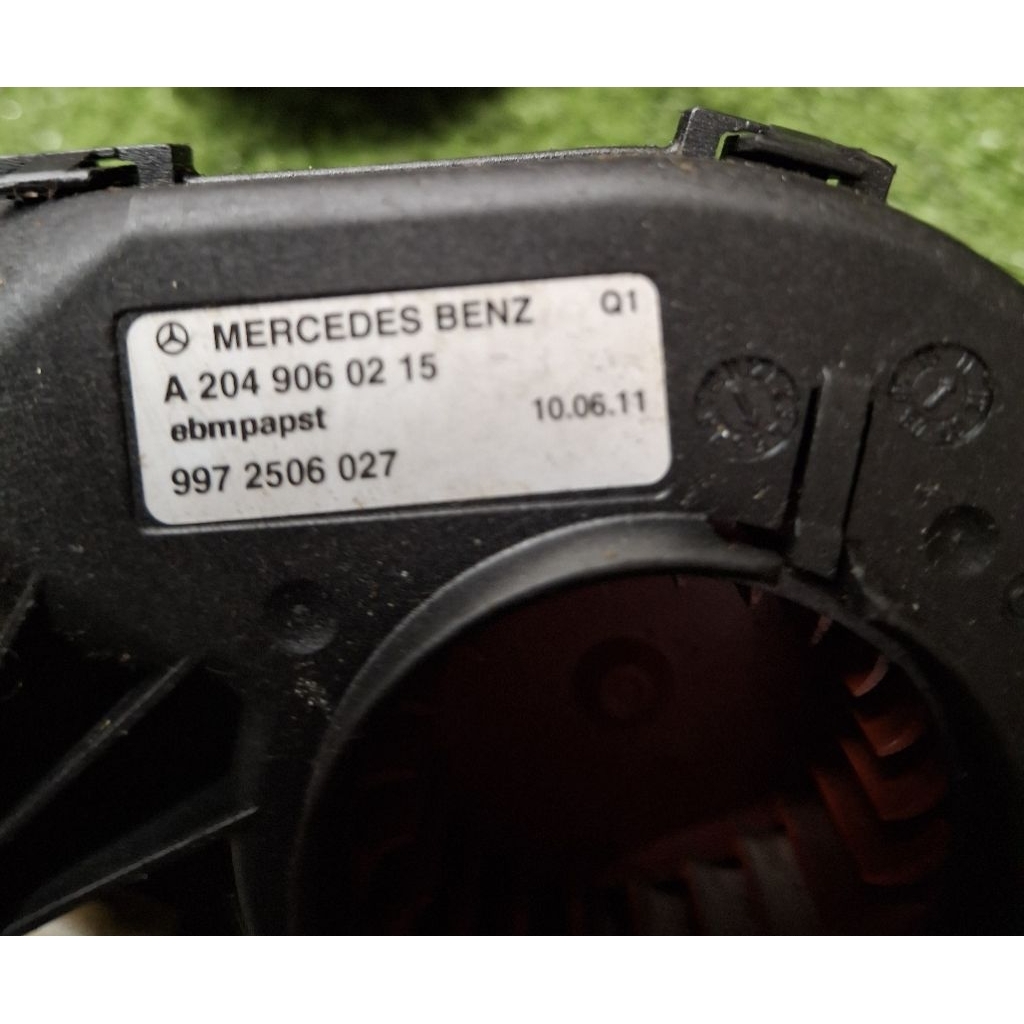 MERCEDES BENZ Q1
A 204 906 02 15
ebmpapst 10.06.11
997 2506 027